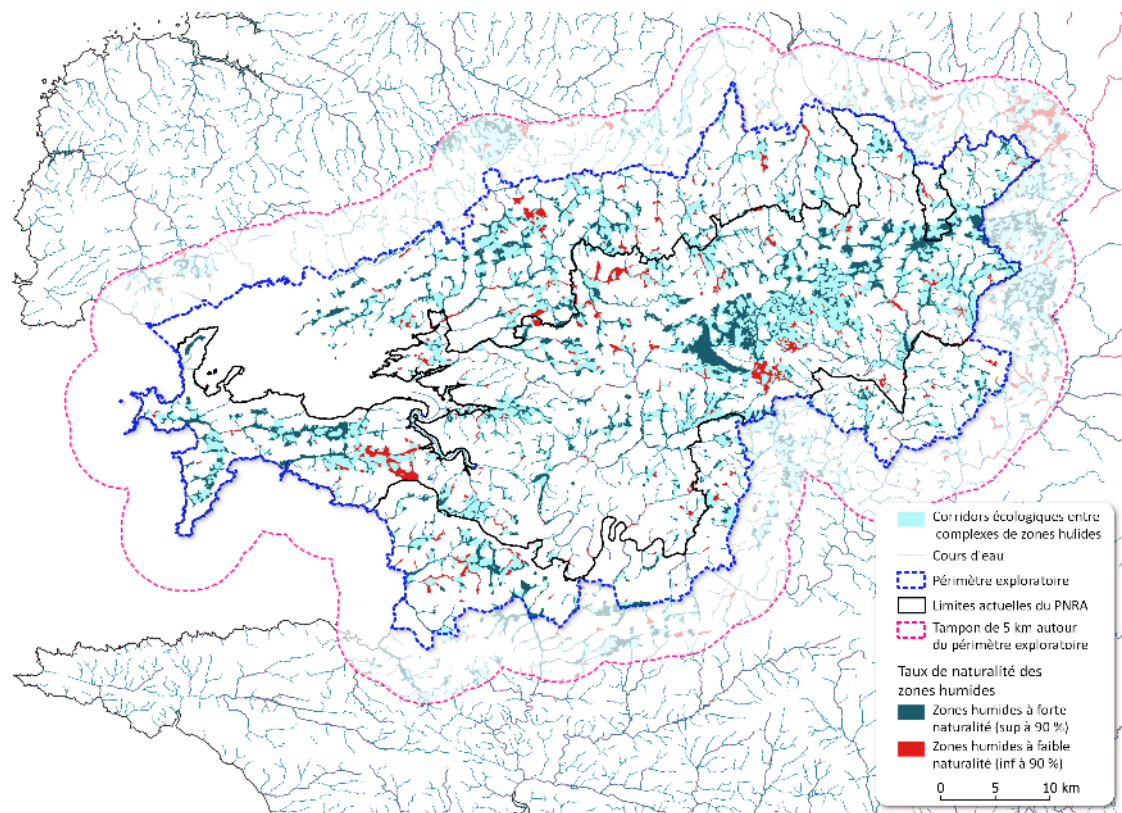 Corridors écologiques entre
complexes de zones hulides
Cours d'eau
Périmètre exploratoire
Limites actuelles du PNRA
Tampon de 5 km autour
du périmètre exploratoire
Taux de naturalité des
zones humides
Zones humides à forte
naturalité (sup à 90 %)
Zones humides à faible
naturalité (inf à 90 %)
0 5 10 km